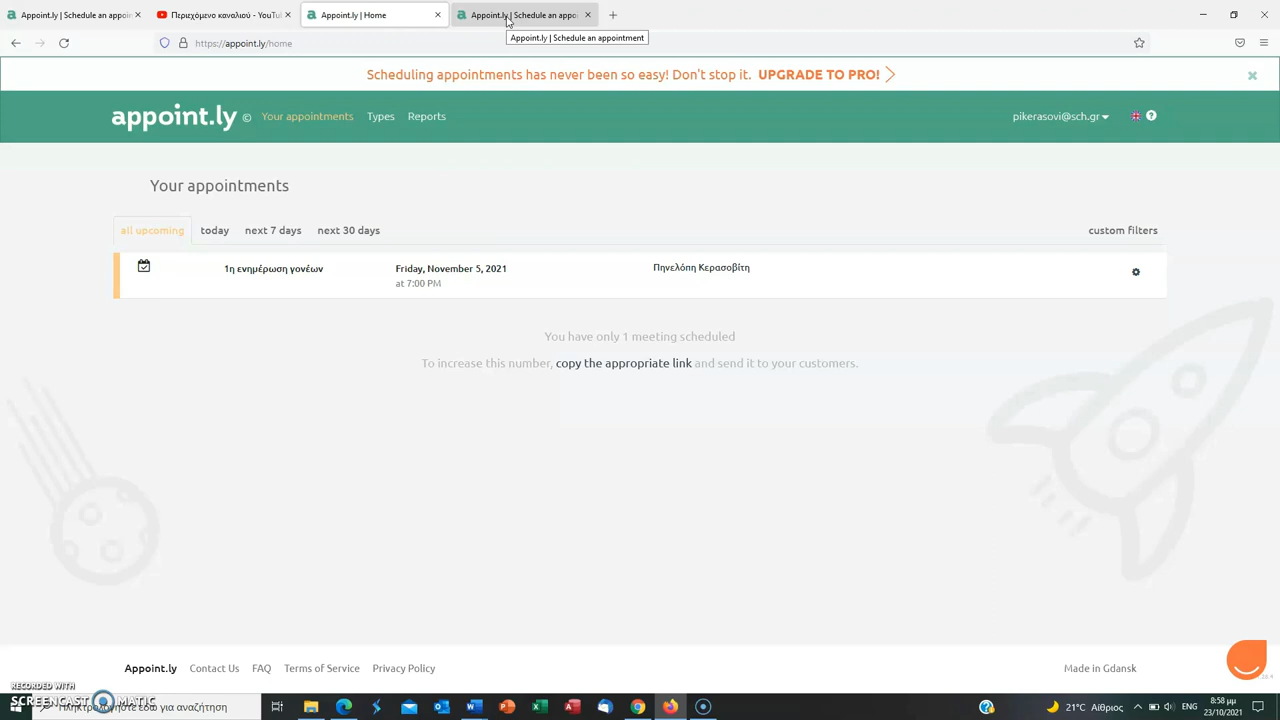 Appoint.ly | Schedule an appo
Περιεχόμενο καναλιού - YouTu
Appoint.ly | Home
Appoint.ly | Schedule an appo
Appoint.ly | Schedule an appointment
https://appoint.ly/home
Scheduling appointments has never been so easy! Don't stop it. UPGRADE TO PRO!
appoint.ly ©
Your appointments
Types
Reports
pikerasovi@sch.gr
Your appointments
all upcoming
today
next 7 days
next 30 days
custom filters
1η ενημέρωση γονέων
Friday, November 5, 2021
at 7:00 PM
Πηνελόπη Κερασοβίτη
You have only 1 meeting scheduled
To increase this number, copy the appropriate link and send it to your customers.
Appoint.ly
Contact Us
FAQ
Terms of Service
Privacy Policy
Made in Gdansk
RECORDED WITH
SCREENCAST MATIC
Πληκτρολογήστε εδώ για αναζήτηση
21°C Αίθριος
ENG
8:58 μμ
23/10/2021